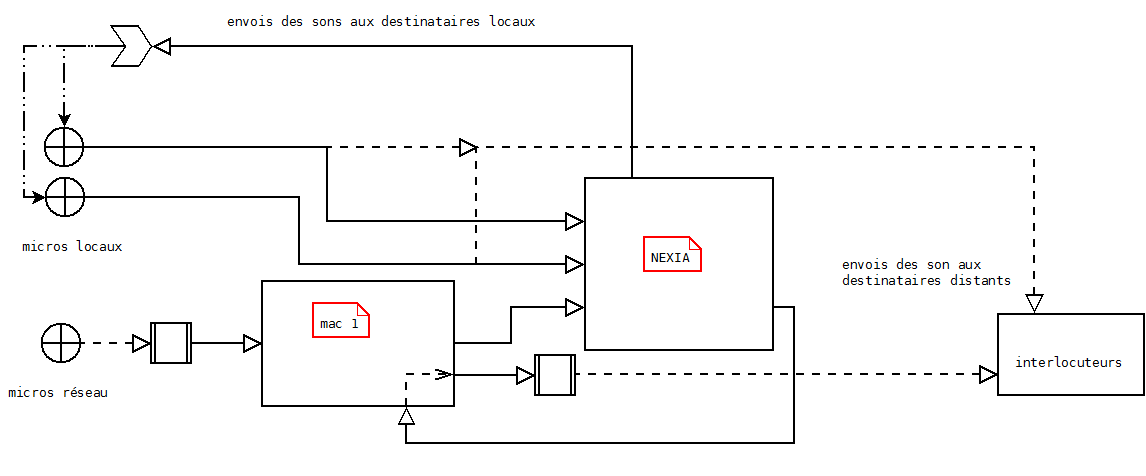 envois des sons aux destinataires locaux
micros locaux
NEXIA
envois des son aux
destinataires distants
mac 1
interlocuteurs
micros réseau